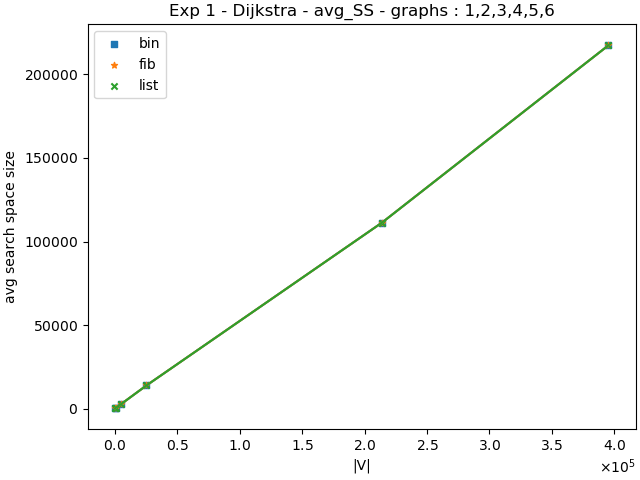 Exp 1 - Dijkstra - avg_SS - graphs : 1,2,3,4,5,6
bin
fib
list
avg search space size
200000
150000
100000
50000
0
0.0 0.5 1.0 1.5 2.0 2.5 3.0 3.5 4.0
|V|
×10⁵